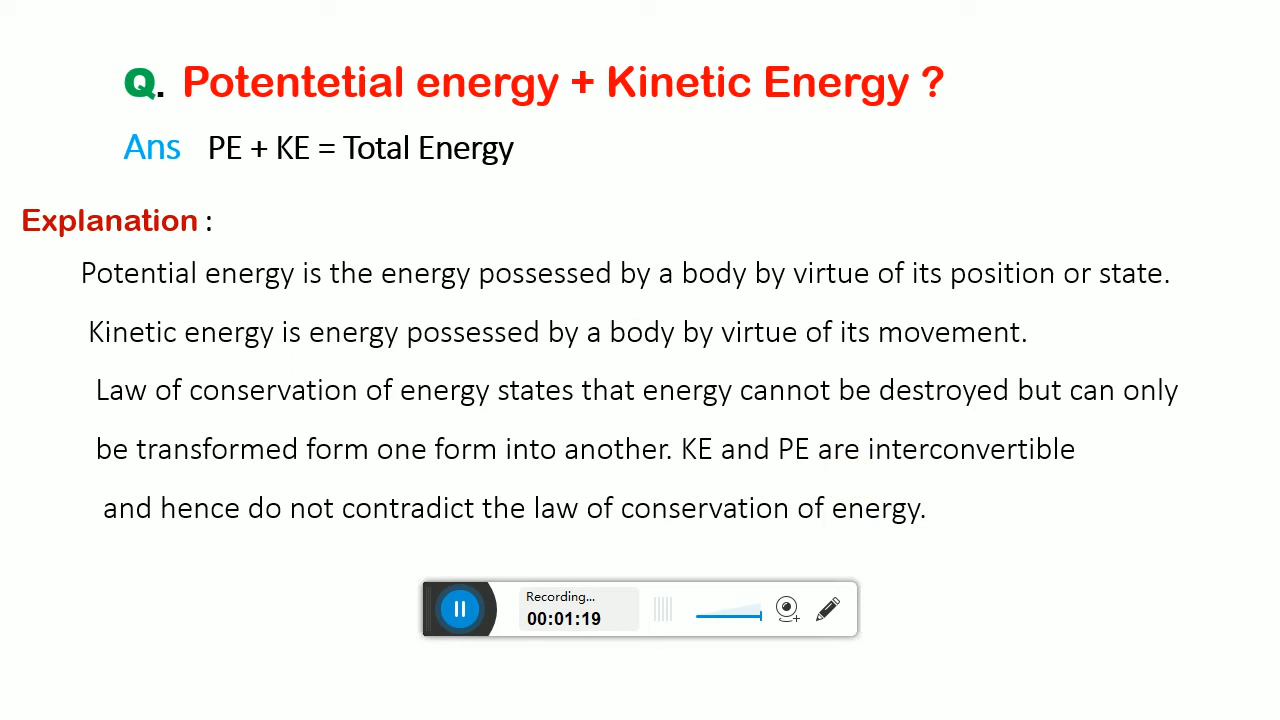 Q. Potentetial energy + Kinetic Energy ?
Ans PE + KE = Total Energy
Explanation :
Potential energy is the energy possessed by a body by virtue of its position or state.
Kinetic energy is energy possessed by a body by virtue of its movement.
Law of conservation of energy states that energy cannot be destroyed but can only
be transformed form one form into another. KE and PE are interconvertible
and hence do not contradict the law of conservation of energy.
Recording...
00:01:19